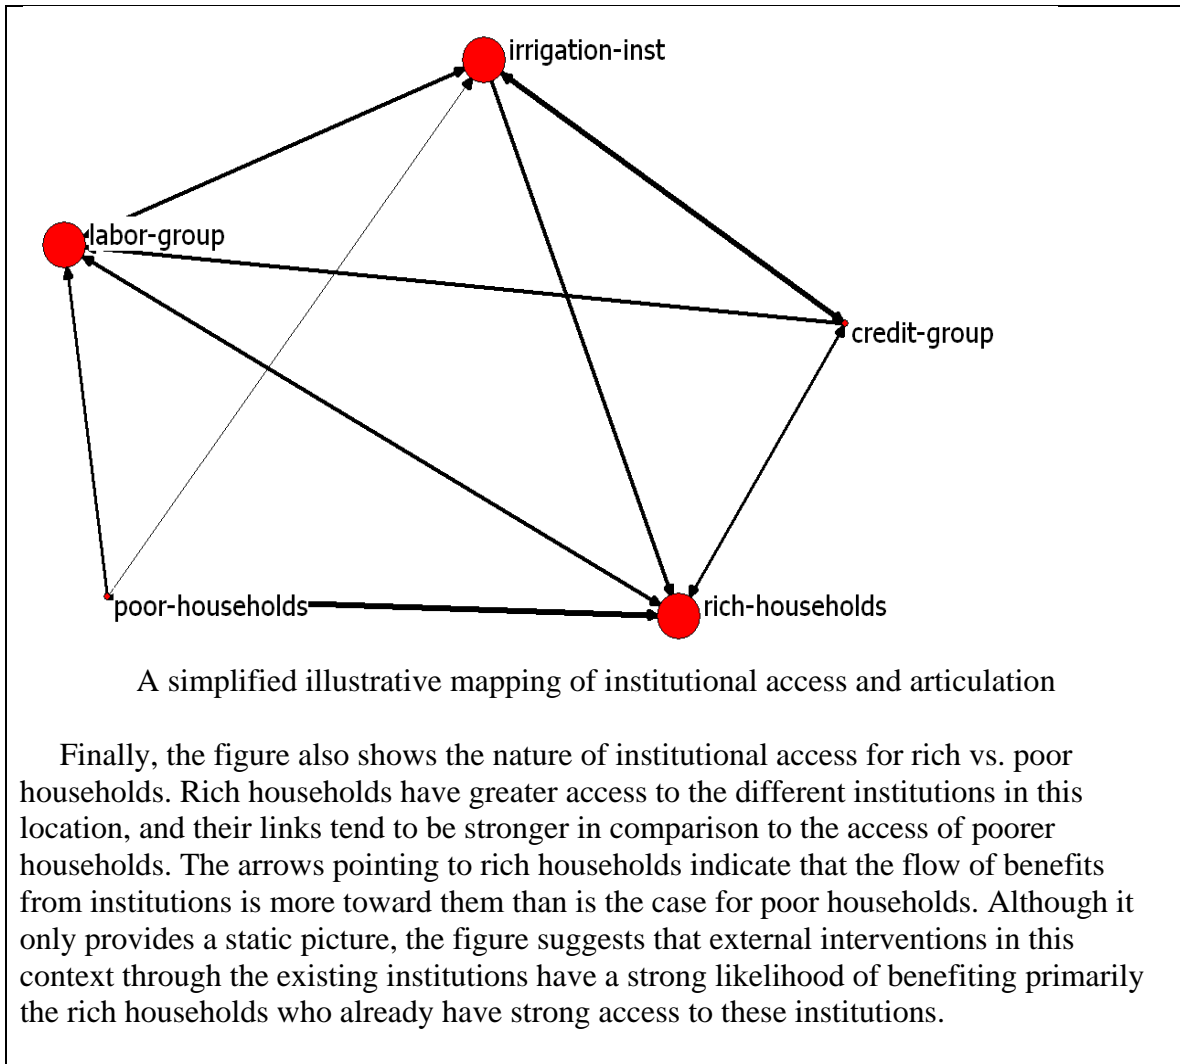 irrigation-inst
labor-group
credit-group
poor-households
rich-households
A simplified illustrative mapping of institutional access and articulation
Finally, the figure also shows the nature of institutional access for rich vs. poor
households. Rich households have greater access to the different institutions in this
location, and their links tend to be stronger in comparison to the access of poorer
households. The arrows pointing to rich households indicate that the flow of benefits
from institutions is more toward them than is the case for poor households. Although it
only provides a static picture, the figure suggests that external interventions in this
context through the existing institutions have a strong likelihood of benefiting primarily
the rich households who already have strong access to these institutions.